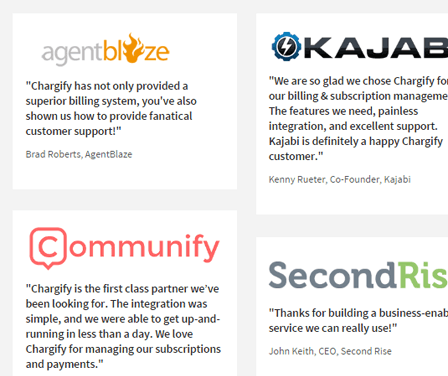 agentblaze
"Chargify has not only provided a
superior billing system, you've also
shown us how to provide fanatical
customer support!"
Brad Roberts, AgentBlaze
Communify
"Chargify is the first class partner we've
been looking for. The integration was
simple, and we were able to get up-and-
running in less than a day. We love
Chargify for managing our subscriptions
and payments."
KAJAB
"We are so glad we chose Chargify for
our billing & subscription manageme
The features we need, painless
integration, and excellent support.
Kajabi is definitely a happy Chargify
customer."
Kenny Rueter, Co-Founder, Kajabi
SecondRis
"Thanks for building a business-enab
service we can really use!"
John Keith, CEO, Second Rise